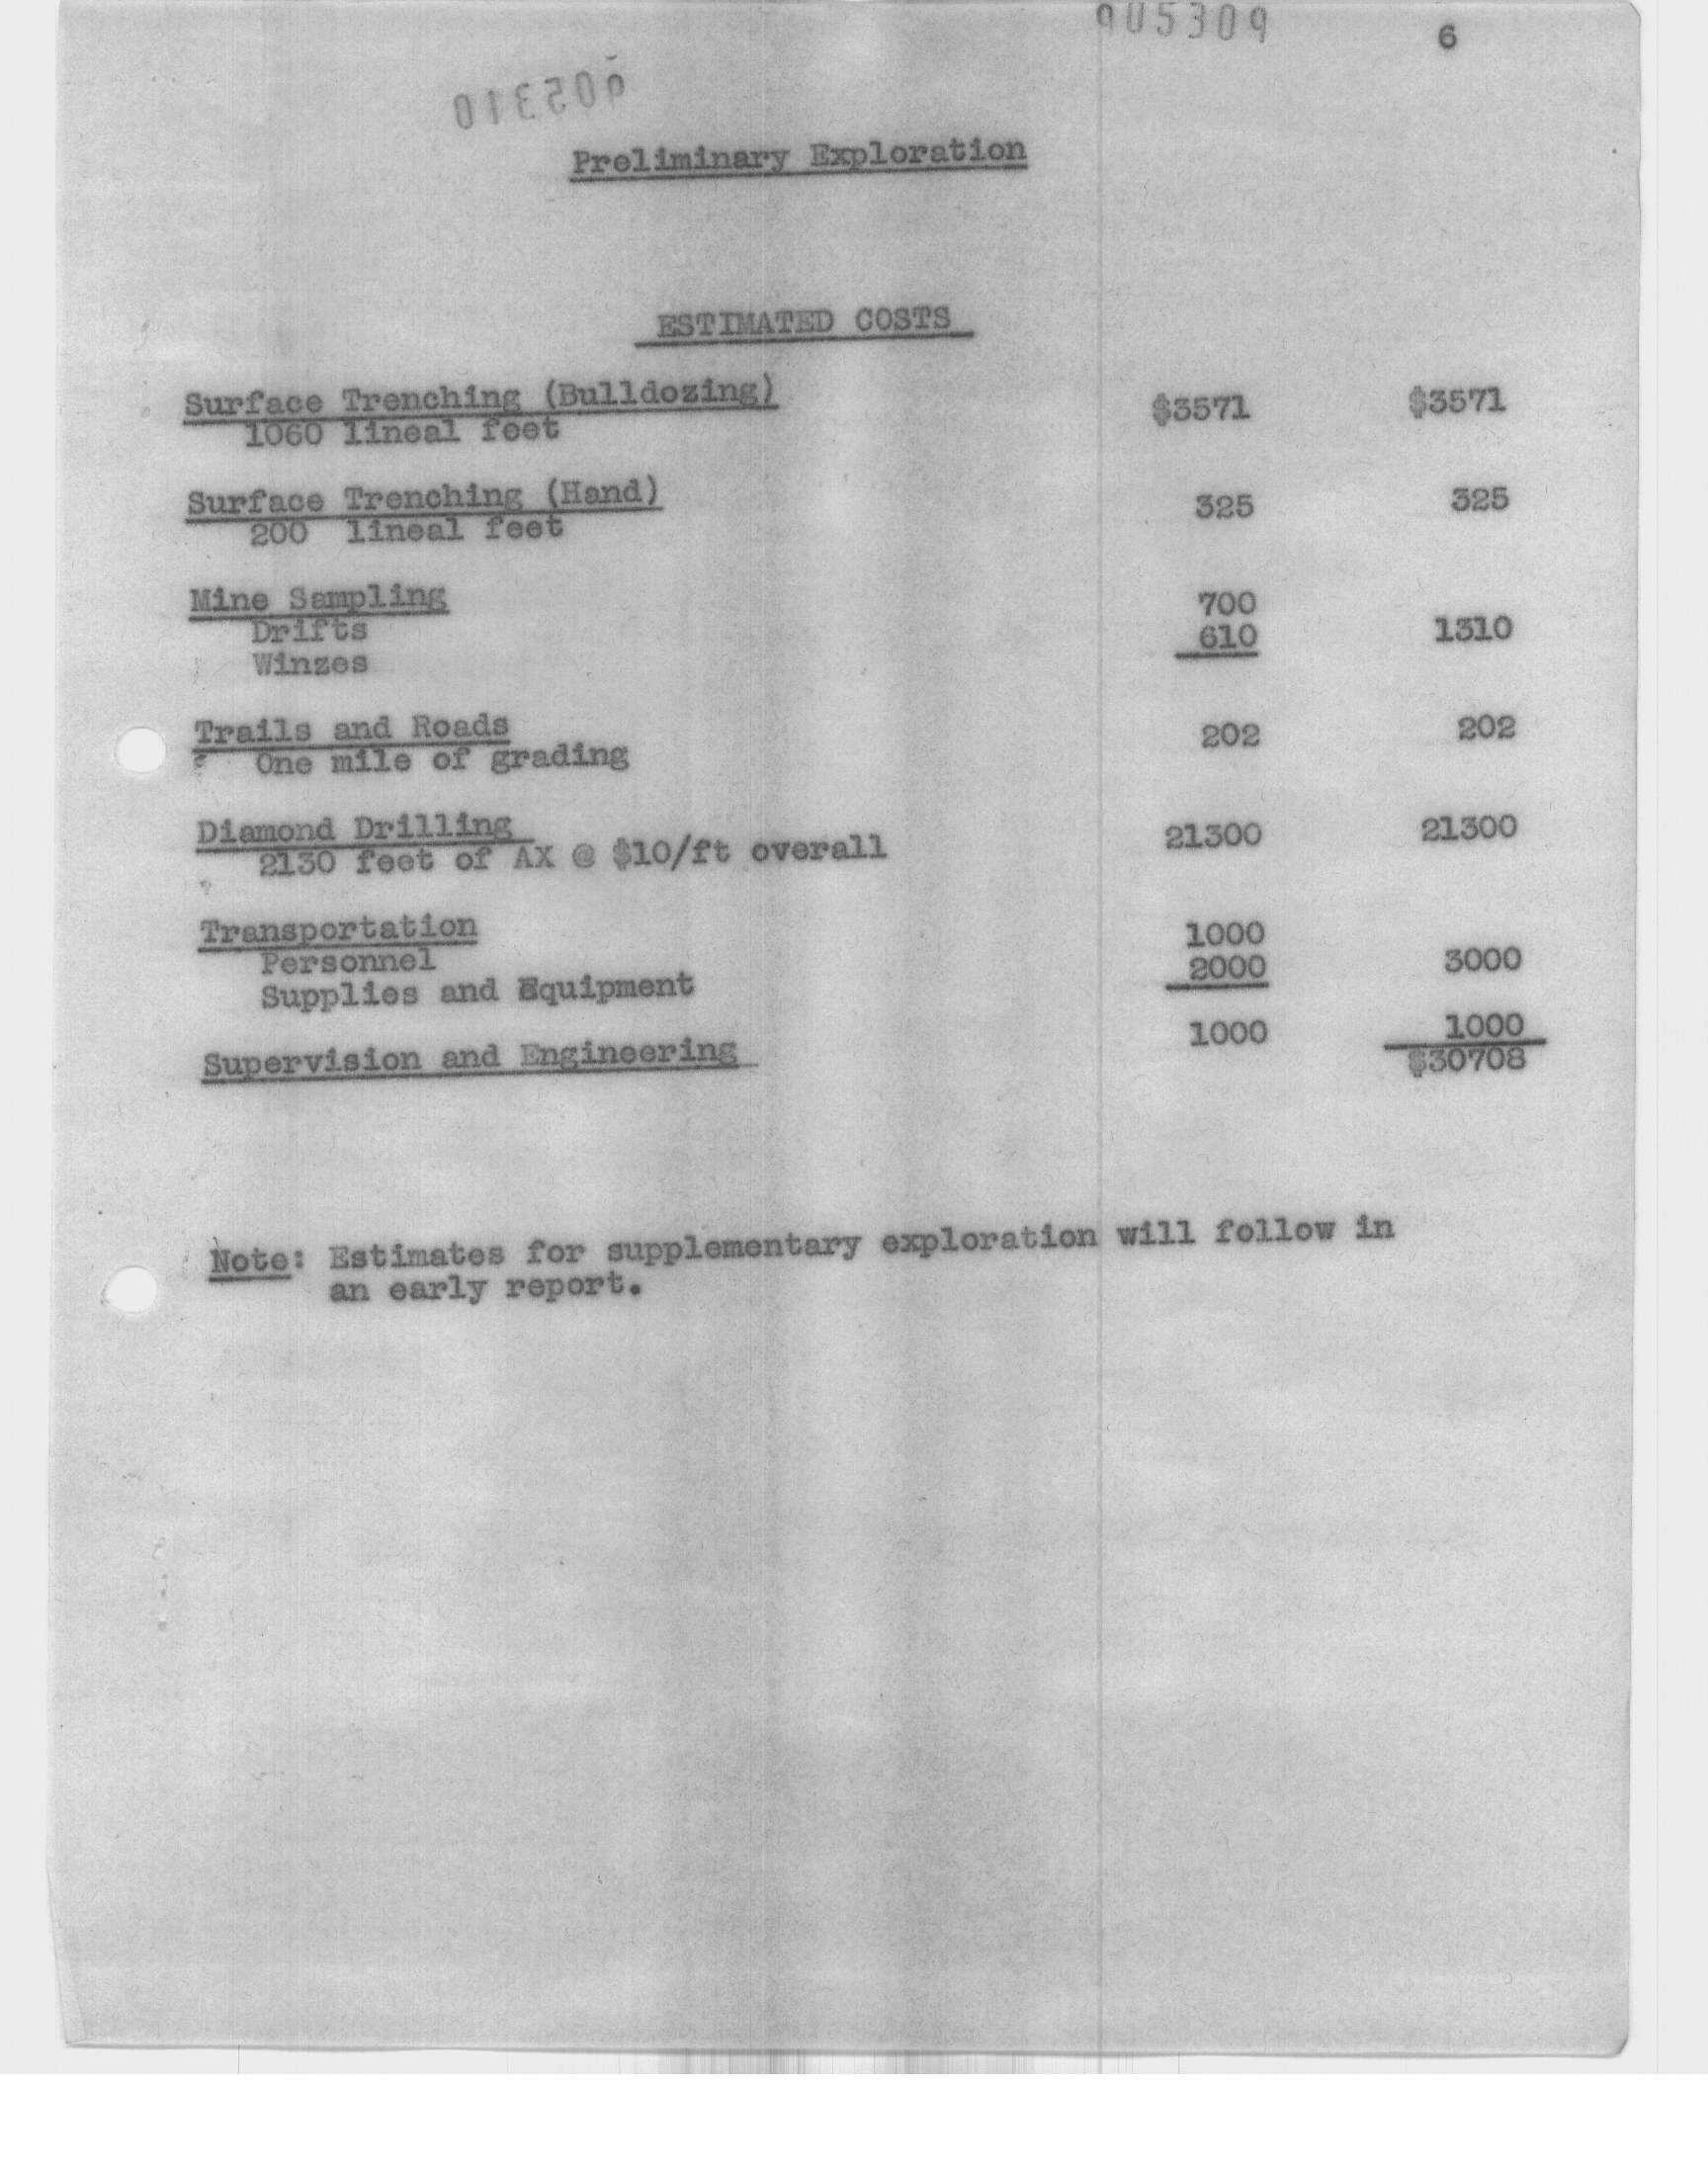 905309 6
905310
Preliminary Exploration
ESTIMATED COSTS
Surface Trenching (Bulldozing) $3571 $3571
1060 lineal feet
Surface Trenching (Hand) 325 325
200 lineal feet
Mine Sampling 700
Drifts 610 1310
Winzes
Trails and Roads 202 202
One mile of grading
Diamond Drilling 21300 21300
2130 feet of AX @ $10/ft overall
Transportation 1000
Personnel 2000 3000
Supplies and Equipment
Supervision and Engineering 1000 1000
$30708
Note: Estimates for supplementary exploration will follow in
an early report.